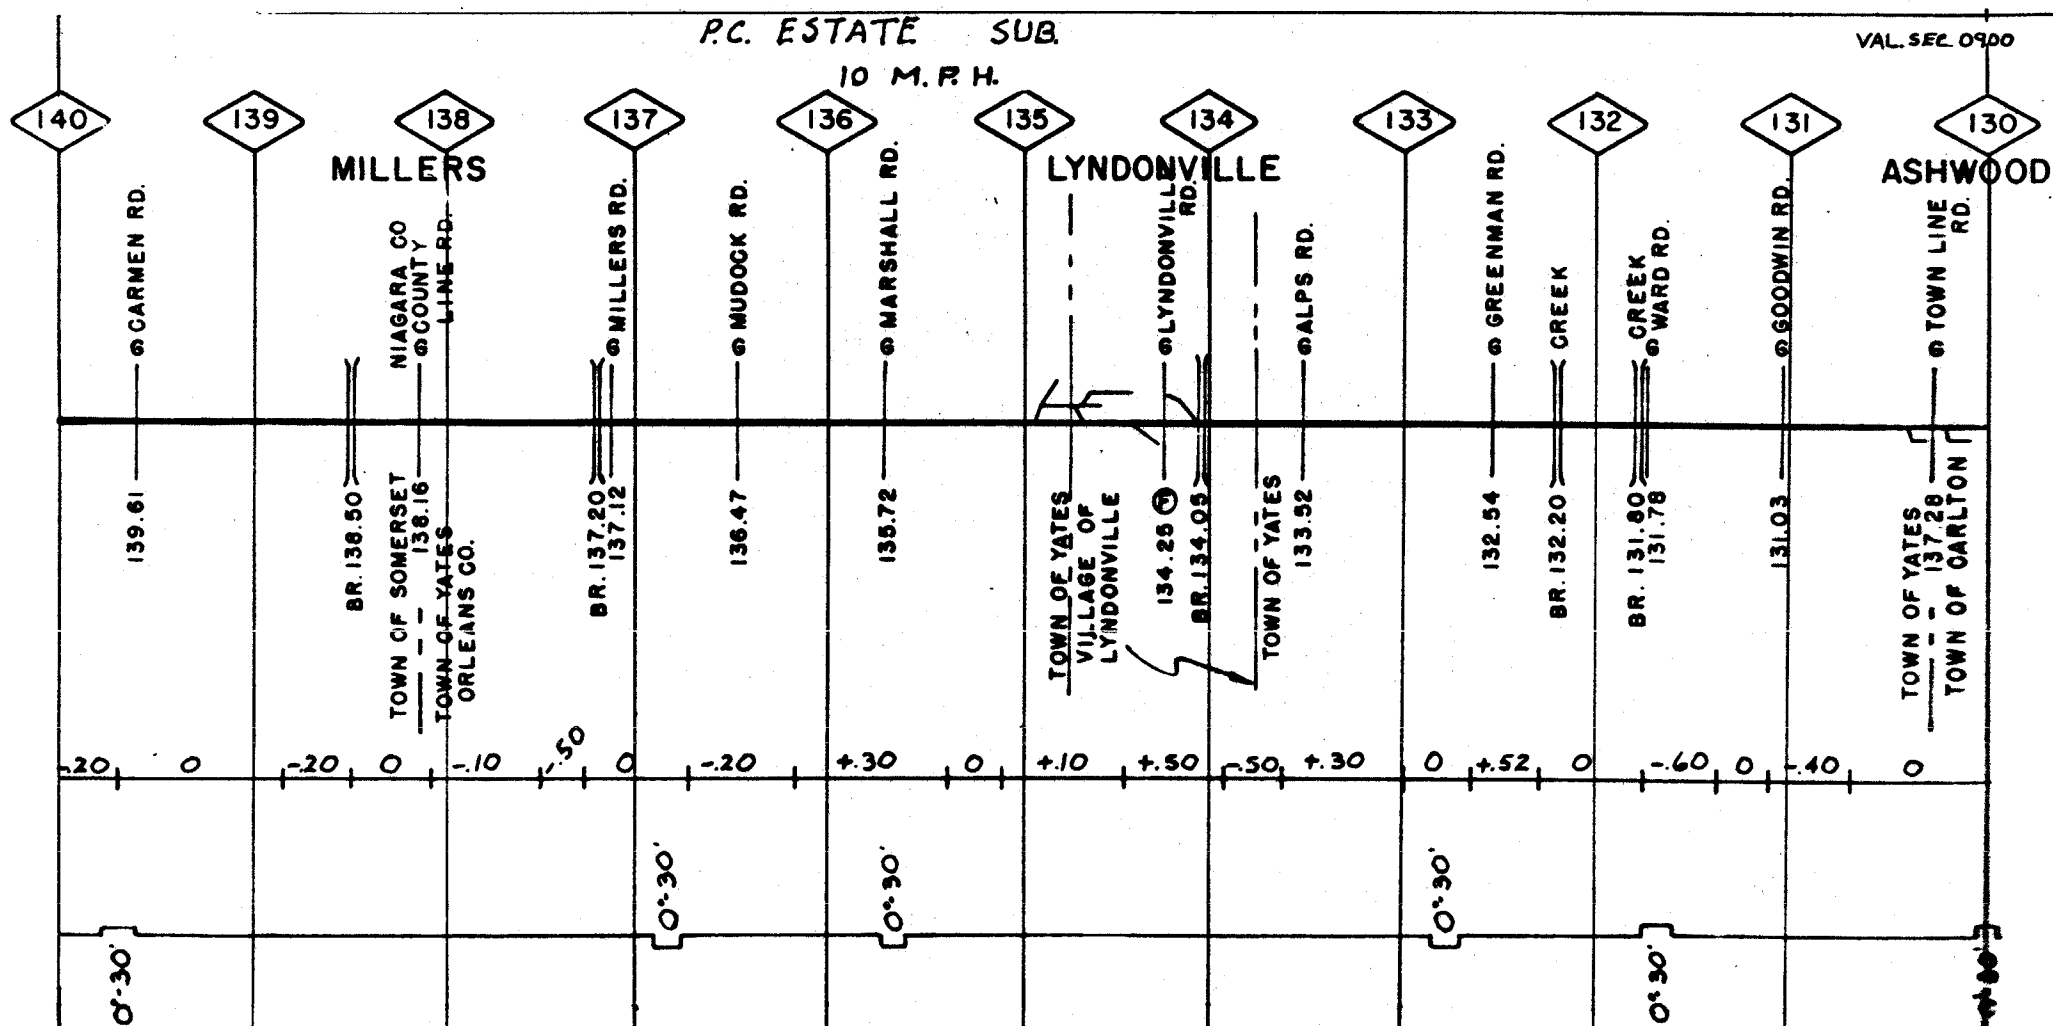 P.C. ESTATE SUB.
VAL. SEC. 0900
10 M.P.H.
140
139
138
137
136
135
134
133
132
131
130
MILLERS
LYNDONVILLE
ASHWOOD
CARMEN RD.
NIAGARA CO
COUNTY
LINE RD.
MILLERS RD.
MUDOCK RD.
MARSHALL RD.
LYNDONVILLE
RD.
ALPS RD.
GREENMAN RD.
CREEK
CREEK
WARD RD.
GOODWIN RD.
TOWN LINE
RD.
139.61
BR. 138.50
TOWN OF SOMERSET
138.16
TOWN OF YATES
ORLEANS CO.
BR. 137.20
137.12
136.47
135.72
TOWN OF YATES
VILLAGE OF
LYNDONVILLE
134.25
BR. 134.05
TOWN OF YATES
133.52
132.54
BR. 132.20
BR. 131.80
131.78
131.03
TOWN OF YATES
137.28
TOWN OF CARLTON
-.20 0 -.20 0 -.10 -.50 0 -.20 +.30 0 +.10 +.50 -.50 +.30 0 +.52 0 -.60 0 -.40 0
0°-30'
0°-30'
0°-30'
0°-30'
0°30'